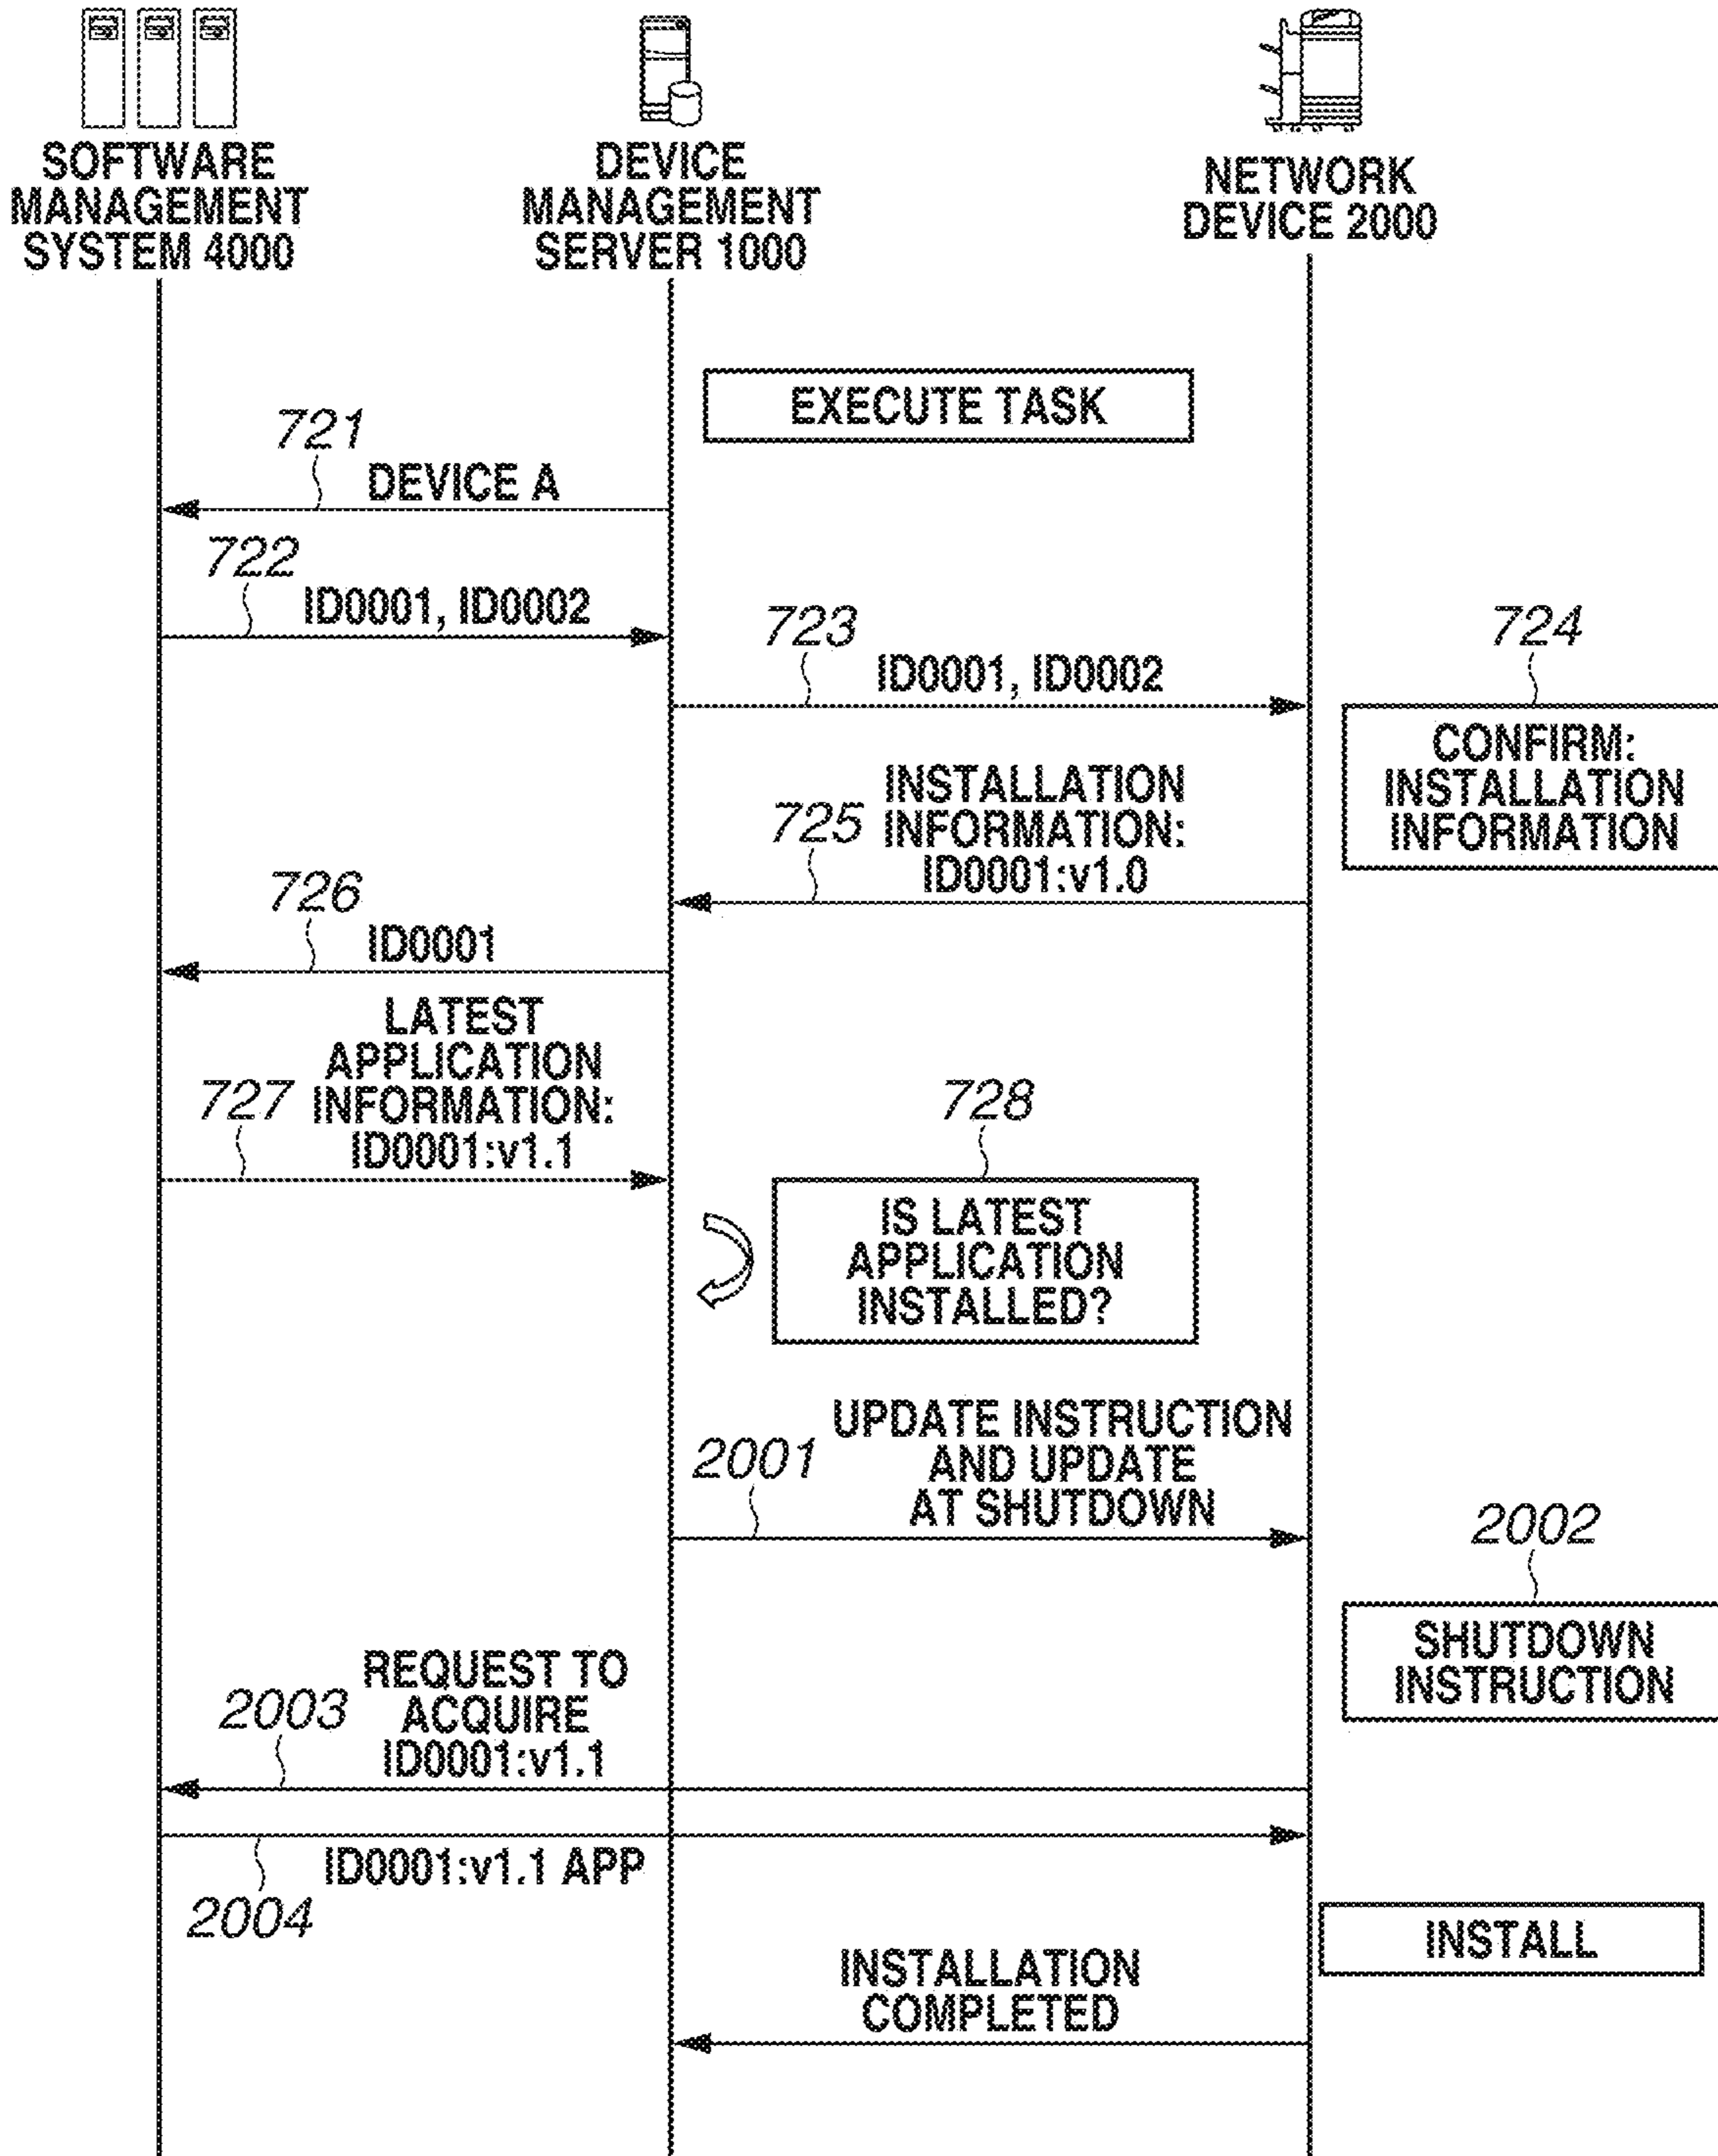 SOFTWARE
MANAGEMENT
SYSTEM 4000
DEVICE
MANAGEMENT
SERVER 1000
NETWORK
DEVICE 2000
EXECUTE TASK
721
DEVICE A
722
ID0001, ID0002
723
ID0001, ID0002
724
CONFIRM:
INSTALLATION
INFORMATION
725
INSTALLATION
INFORMATION:
ID0001:v1.0
726
ID0001
727
LATEST
APPLICATION
INFORMATION:
ID0001:v1.1
728
IS LATEST
APPLICATION
INSTALLED?
2001
UPDATE INSTRUCTION
AND UPDATE
AT SHUTDOWN
2002
SHUTDOWN
INSTRUCTION
2003
REQUEST TO
ACQUIRE
ID0001:v1.1
ID0001:v1.1 APP
2004
INSTALL
INSTALLATION
COMPLETED